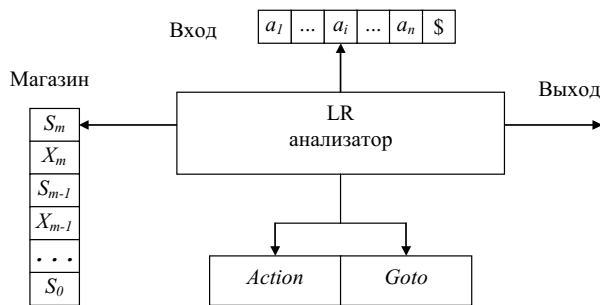 Вход
a1 ... ai ... an $
Магазин
Sm
Xm
Sm-1
Xm-1
. . .
S0
LR
анализатор
Выход
Action Goto